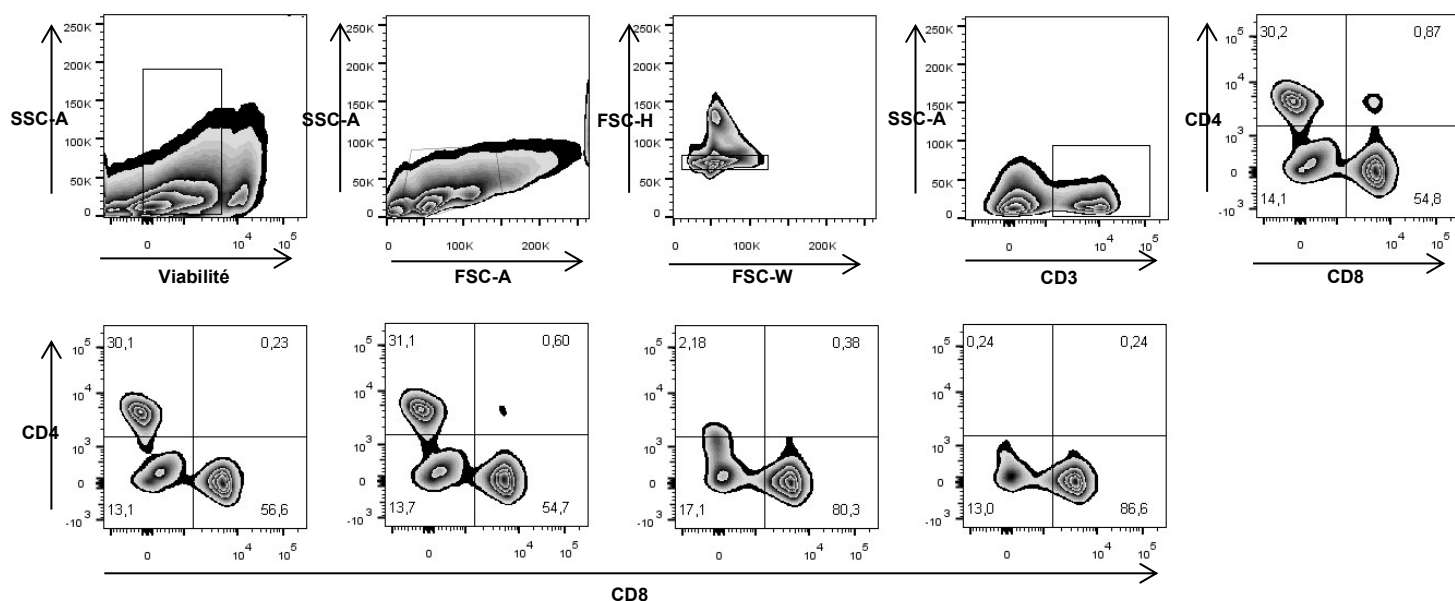 SSC-A
250K
200K
150K
100K
50K
0
0
10^4
10^5
Viabilité
SSC-A
250K
200K
150K
100K
50K
0
0
100K
200K
FSC-A
FSC-H
250K
200K
150K
100K
50K
0
0
100K
200K
FSC-W
SSC-A
250K
200K
150K
100K
50K
0
0
10^4
10^5
CD3
CD4
10^5
10^4
10^3
0
-10^3
30,2
0,87
14,1
54,8
0
10^4
10^5
CD8
CD4
10^5
10^4
10^3
0
-10^3
30,1
0,23
13,1
56,6
0
10^4
10^5
10^5
10^4
10^3
0
-10^3
31,1
0,60
13,7
54,7
0
10^4
10^5
10^5
10^4
10^3
0
-10^3
2,18
0,38
17,1
80,3
0
10^4
10^5
10^5
10^4
10^3
0
-10^3
0,24
0,24
13,0
86,6
0
10^4
10^5
CD8